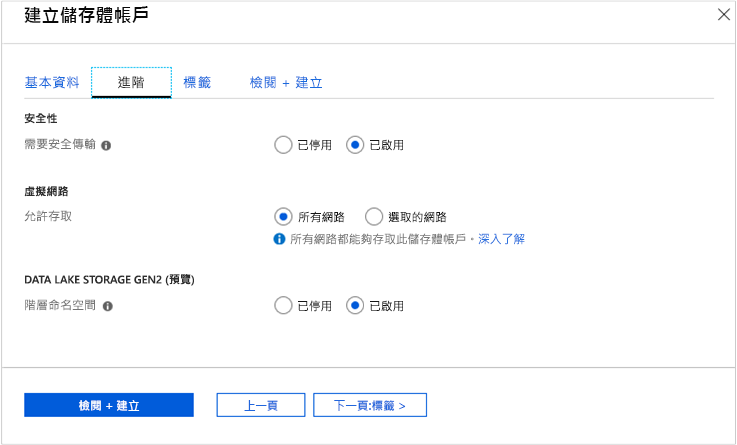 建立儲存體帳戶
基本資料 進階 標籤 檢閱 + 建立
安全性
需要安全傳輸 已停用 已啟用
虛擬網路
允許存取 所有網路 選取的網路
所有網路都能夠存取此儲存體帳戶。深入了解
DATA LAKE STORAGE GEN2 (預覽)
階層命名空間 已停用 已啟用
檢閱 + 建立 上一頁 下一頁:標籤 >